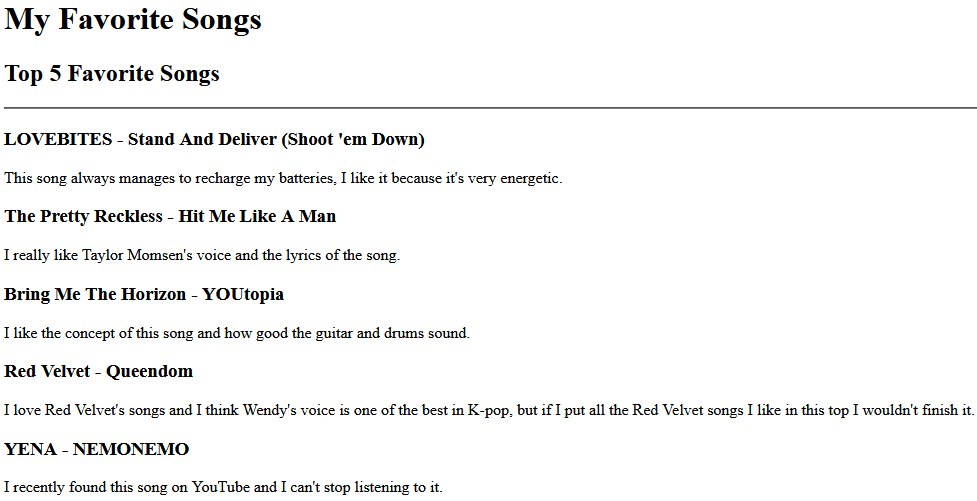 My Favorite Songs
Top 5 Favorite Songs
LOVEBITES - Stand And Deliver (Shoot 'em Down)
This song always manages to recharge my batteries, I like it because it's very energetic.
The Pretty Reckless - Hit Me Like A Man
I really like Taylor Momsen's voice and the lyrics of the song.
Bring Me The Horizon - YOUtopia
I like the concept of this song and how good the guitar and drums sound.
Red Velvet - Queendom
I love Red Velvet's songs and I think Wendy's voice is one of the best in K-pop, but if I put all the Red Velvet songs I like in this top I wouldn't finish it.
YENA - NEMONEMO
I recently found this song on YouTube and I can't stop listening to it.